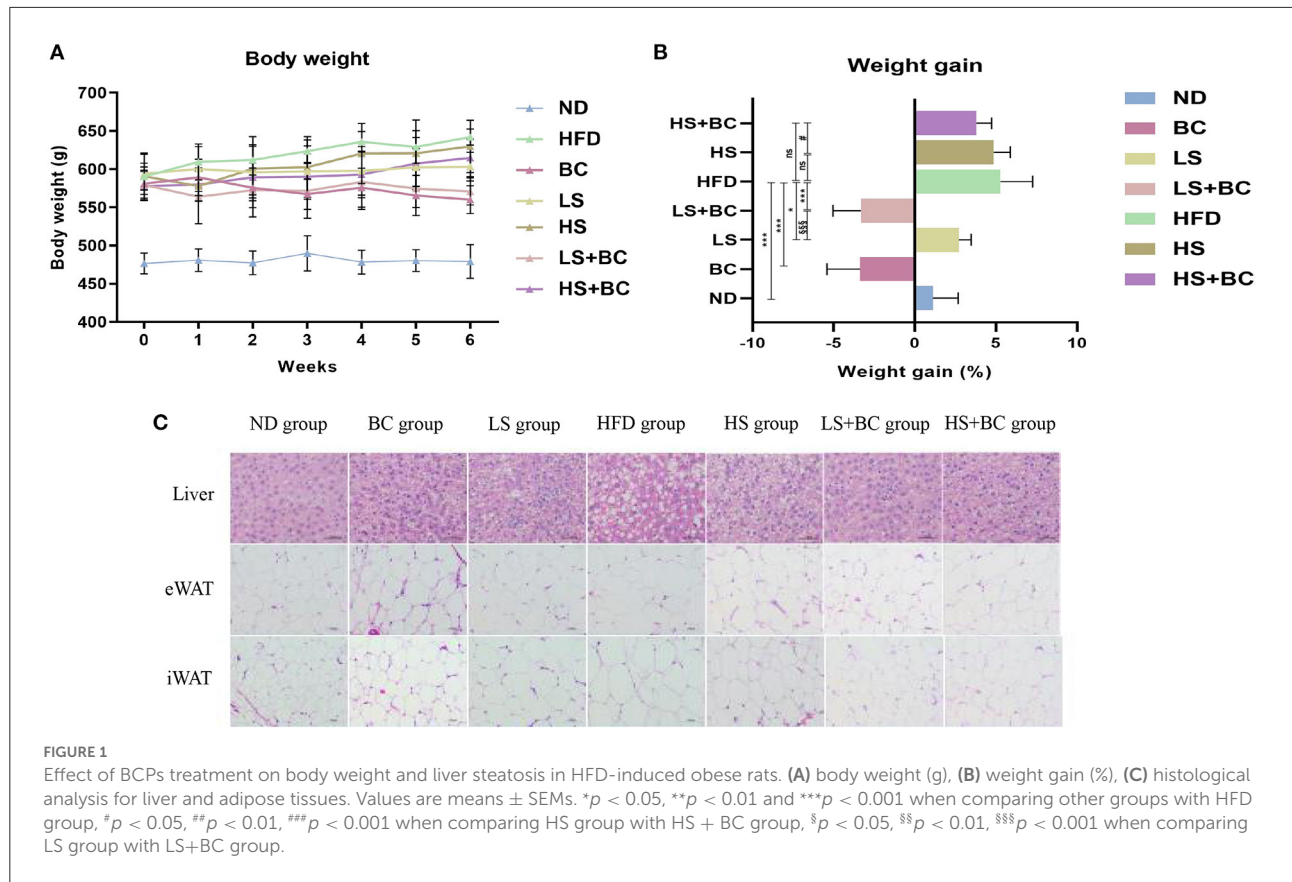 A
Body weight
700
650
600
550
500
450
400
Body weight (g)
0 1 2 3 4 5 6
Weeks
ND
HFD
BC
LS
HS
LS+BC
HS+BC
B
Weight gain
HS+BC
HS
HFD
LS+BC
LS
BC
ND
***
***
*
ns
#
ns
***
§§§
-10 -5 0 5 10
Weight gain (%)
ND
BC
LS
LS+BC
HFD
HS
HS+BC
C
ND group BC group LS group HFD group HS group LS+BC group HS+BC group
Liver
eWAT
iWAT
FIGURE 1
Effect of BCPs treatment on body weight and liver steatosis in HFD-induced obese rats. (A) body weight (g), (B) weight gain (%), (C) histological
analysis for liver and adipose tissues. Values are means ± SEMs. *p < 0.05, **p < 0.01 and ***p < 0.001 when comparing other groups with HFD
group, #p < 0.05, ##p < 0.01, ###p < 0.001 when comparing HS group with HS + BC group, §p < 0.05, §§p < 0.01, §§§p < 0.001 when comparing
LS group with LS+BC group.